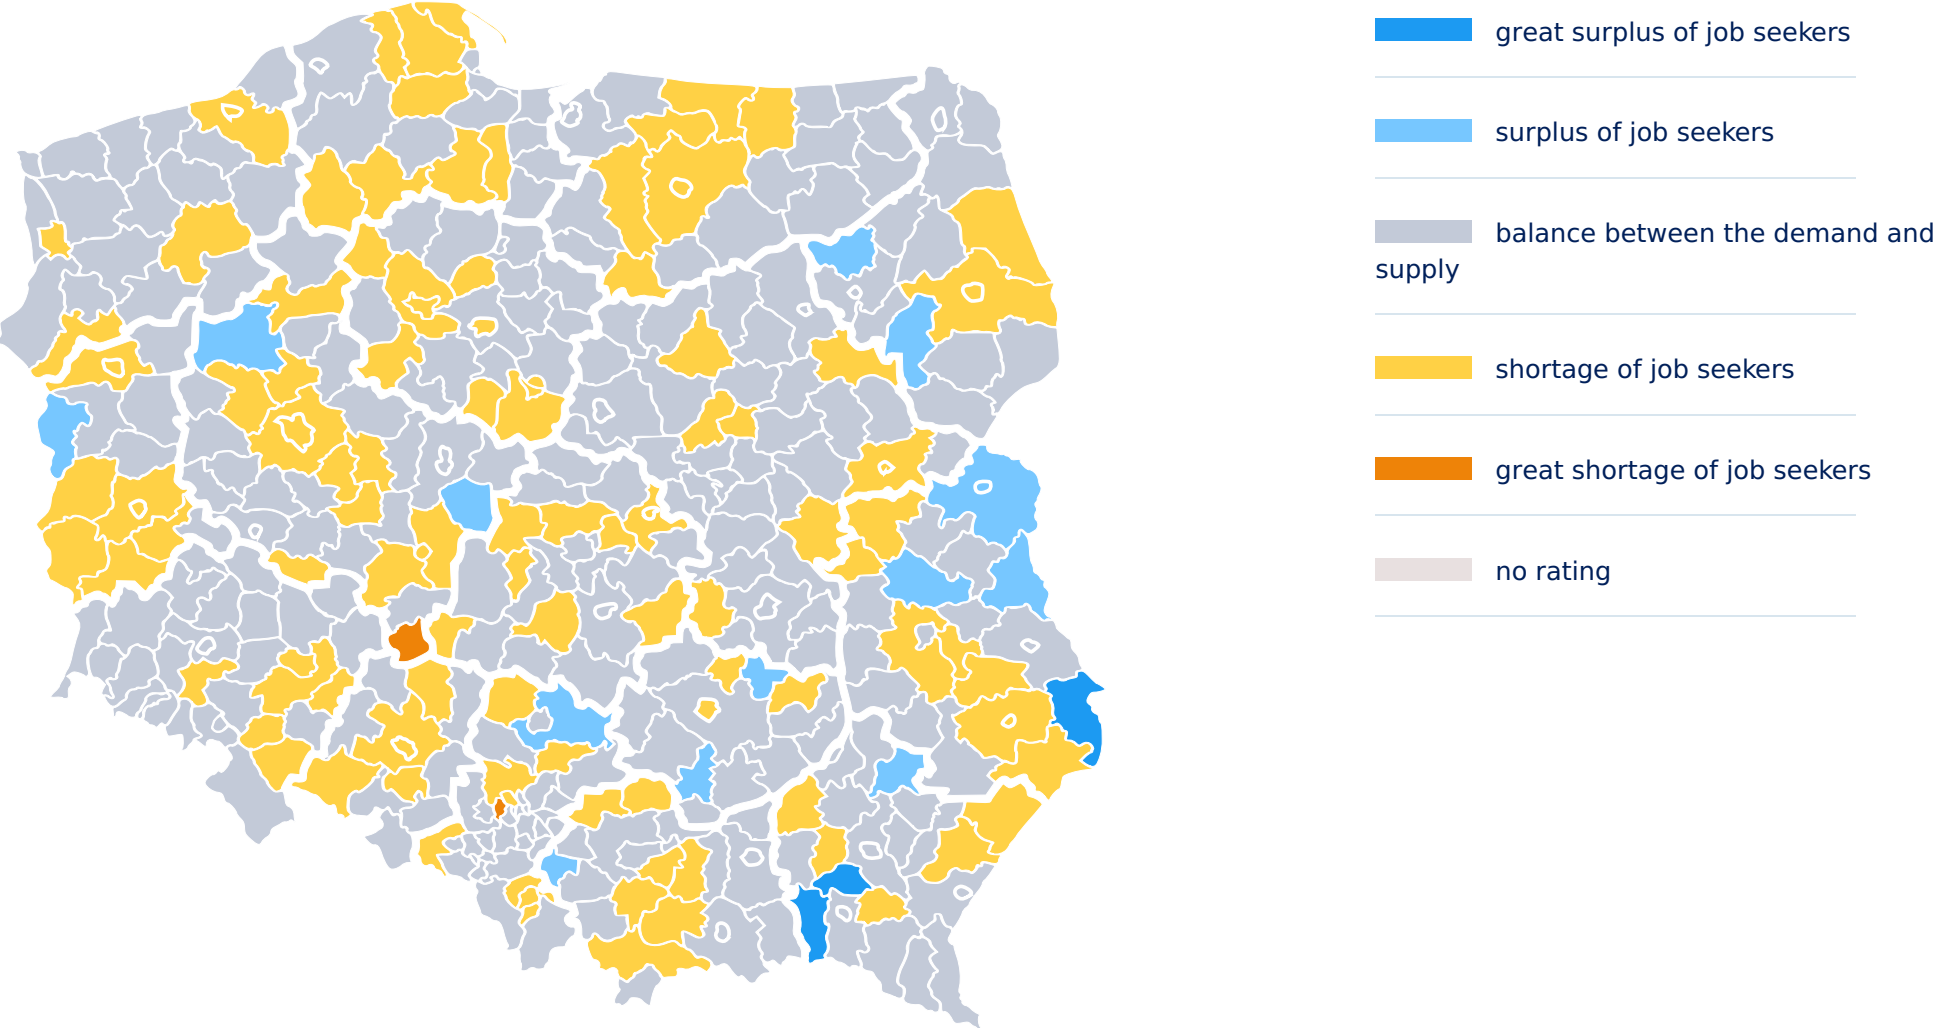 great surplus of job seekers
surplus of job seekers
balance between the demand and
supply
shortage of job seekers
great shortage of job seekers
no rating